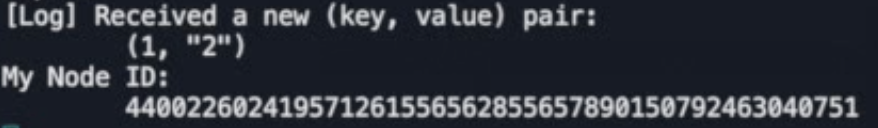 [Log] Received a new (key, value) pair:
(1, "2")
My Node ID:
440022602419571261556562855657890150792463040751